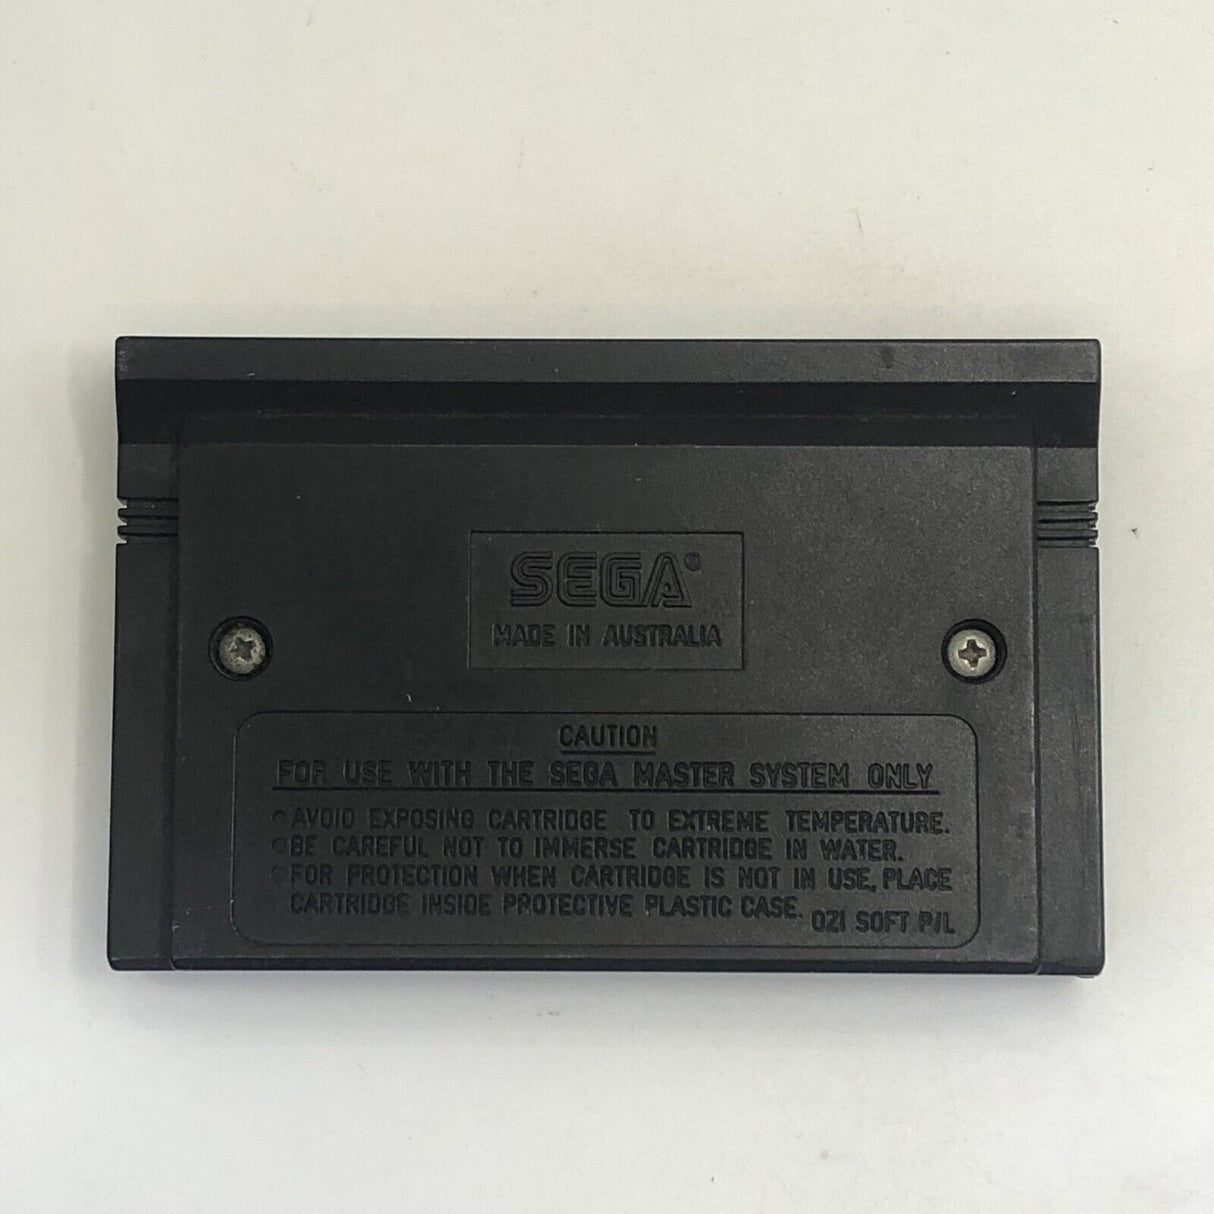 SEGA®
MADE IN AUSTRALIA
CAUTION
FOR USE WITH THE SEGA MASTER SYSTEM ONLY
• AVOID EXPOSING CARTRIDGE TO EXTREME TEMPERATURE.
• BE CAREFUL NOT TO IMMERSE CARTRIDGE IN WATER.
• FOR PROTECTION WHEN CARTRIDGE IS NOT IN USE, PLACE
CARTRIDGE INSIDE PROTECTIVE PLASTIC CASE.
OZI SOFT P/L